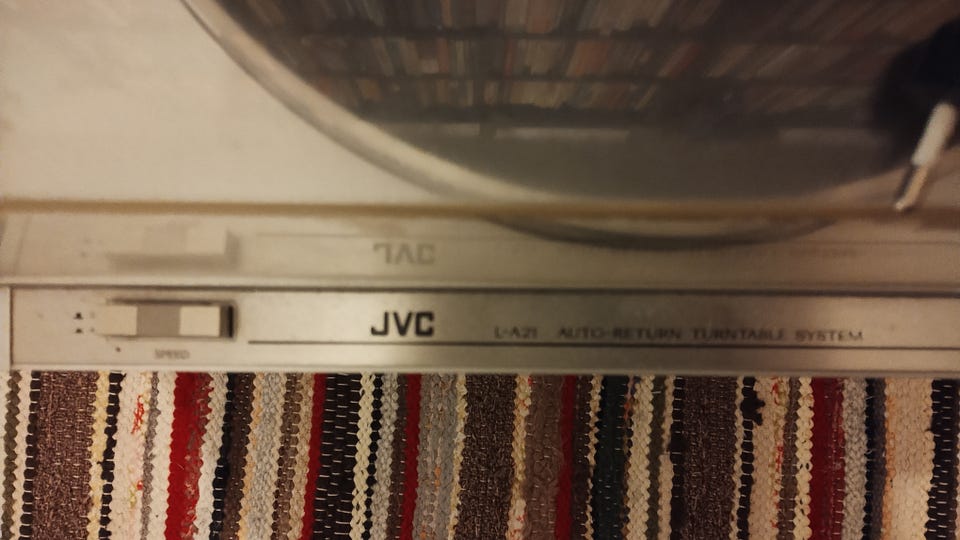 JVC L-A21 AUTO-RETURN TURNTABLE SYSTEM
SPEED